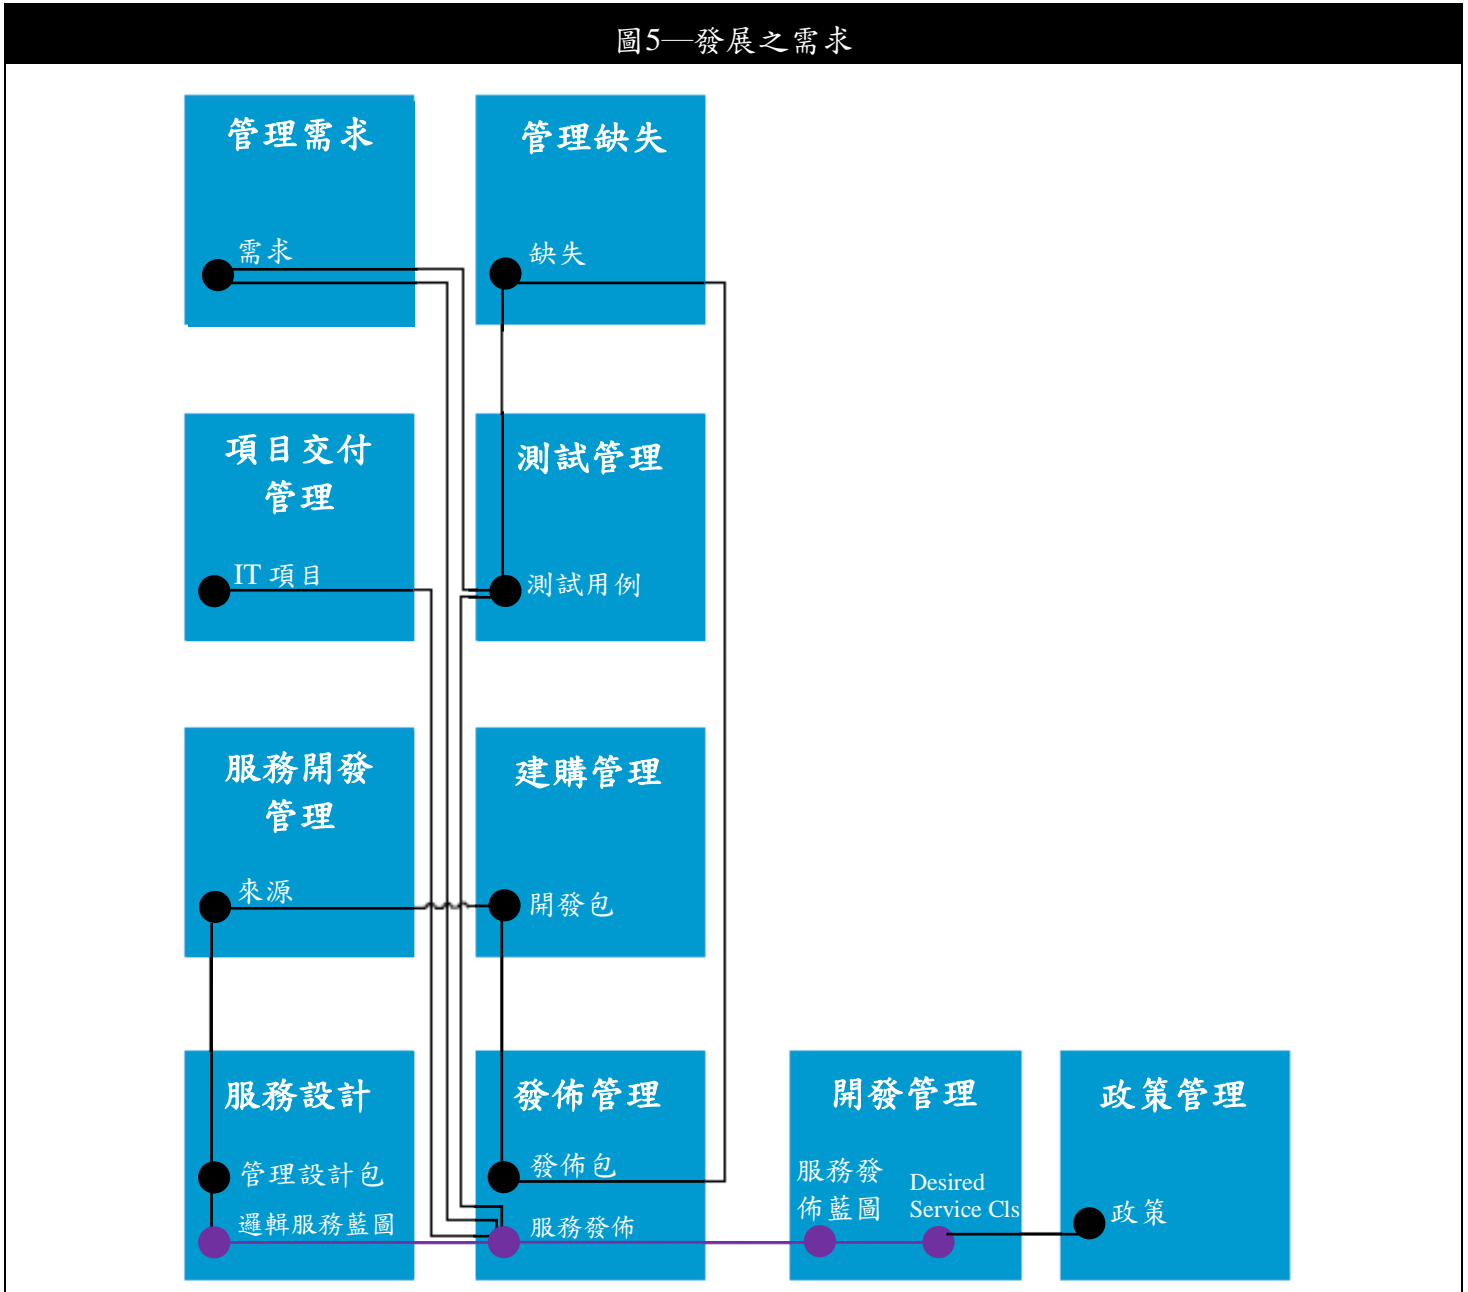 圖5—發展之需求
管理需求
需求
管理缺失
缺失
項目交付
管理
IT 項目
測試管理
測試用例
服務開發
管理
來源
建購管理
開發包
服務設計
管理設計包
邏輯服務藍圖
發佈管理
發佈包
服務發佈
開發管理
服務發
佈藍圖
Desired
Service Cls
政策管理
政策